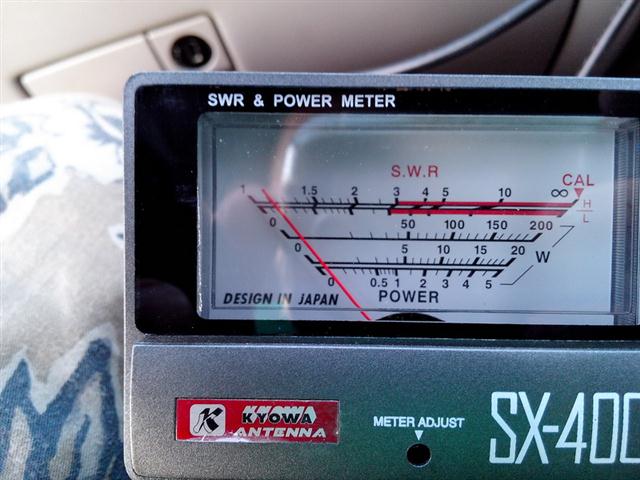 SWR & POWER METER
S.W.R
CAL
1 1.5 2 3 4 5 10 ∞
H
L
0 50 100 150 200
0 5 10 15 20
W
0 0.5 1 2 3 4 5
DESIGN IN JAPAN
POWER
K KYOWA
ANTENNA
METER ADJUST
SX-400